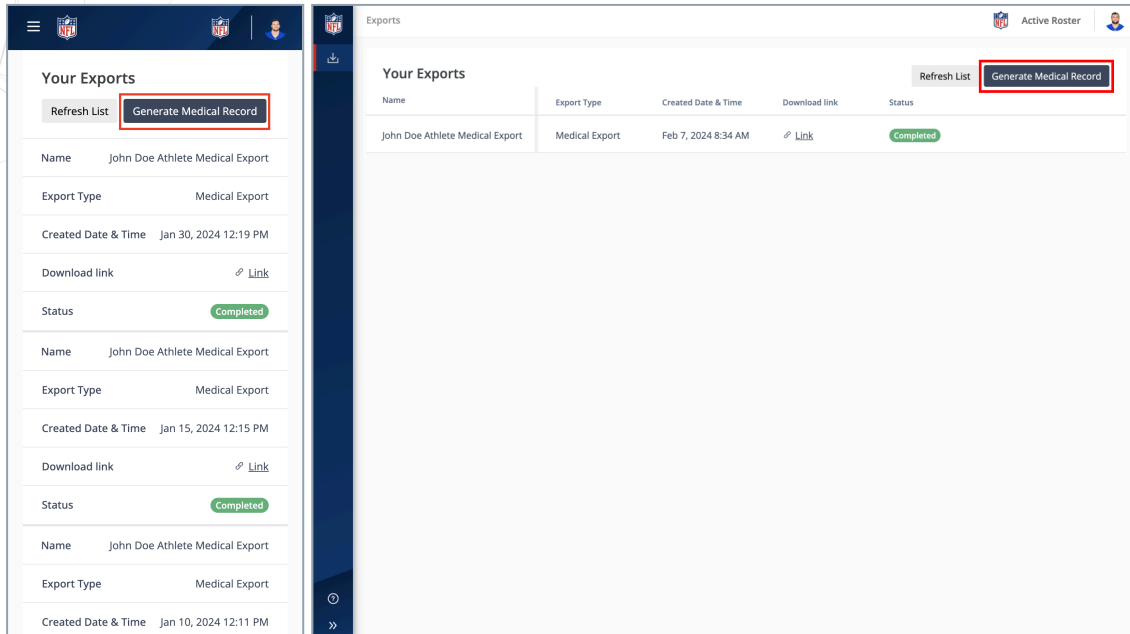 NFL
NFL
Your Exports
Refresh List Generate Medical Record
Name John Doe Athlete Medical Export
Export Type Medical Export
Created Date & Time Jan 30, 2024 12:19 PM
Download link Link
Status Completed
Name John Doe Athlete Medical Export
Export Type Medical Export
Created Date & Time Jan 15, 2024 12:15 PM
Download link Link
Status Completed
Name John Doe Athlete Medical Export
Export Type Medical Export
Created Date & Time Jan 10, 2024 12:11 PM
NFL
Exports
NFL Active Roster
Your Exports
Refresh List Generate Medical Record
Name Export Type Created Date & Time Download link Status
John Doe Athlete Medical Export Medical Export Feb 7, 2024 8:34 AM Link Completed